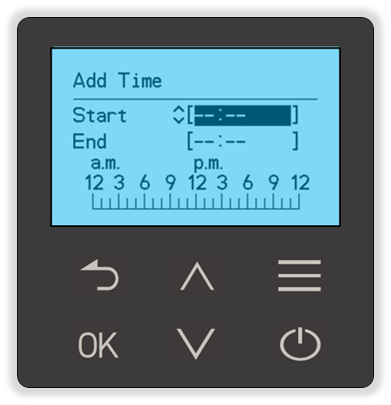 Add Time
Start [--:-- ]
End [--:-- ]
a.m. p.m.
12 3 6 9 12 3 6 9 12
OK